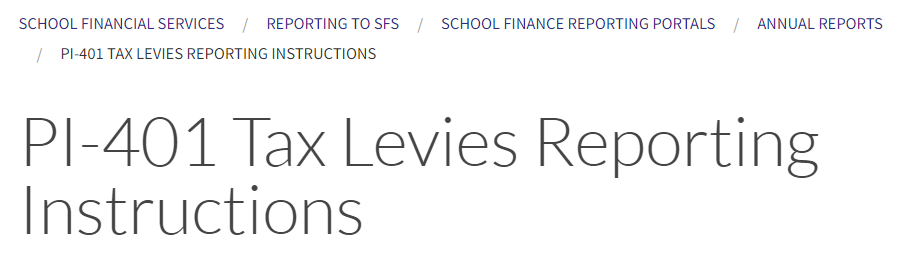 SCHOOL FINANCIAL SERVICES / REPORTING TO SFS / SCHOOL FINANCE REPORTING PORTALS / ANNUAL REPORTS
/ PI-401 TAX LEVIES REPORTING INSTRUCTIONS
PI-401 Tax Levies Reporting
Instructions